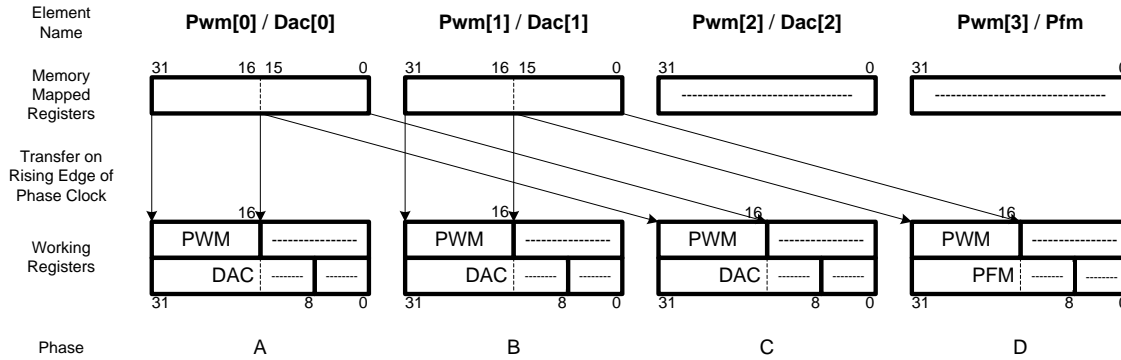 Element
Name
Pwm[0] / Dac[0]
Pwm[1] / Dac[1]
Pwm[2] / Dac[2]
Pwm[3] / Pfm
31 16 15 0
31 16 15 0
31 0
31 0
Memory
Mapped
Registers
Transfer on
Rising Edge of
Phase Clock
16
16
16
16
Working
Registers
PWM
PWM
PWM
PWM
DAC
DAC
DAC
PFM
31 8 0
31 8 0
31 8 0
31 8 0
Phase
A
B
C
D